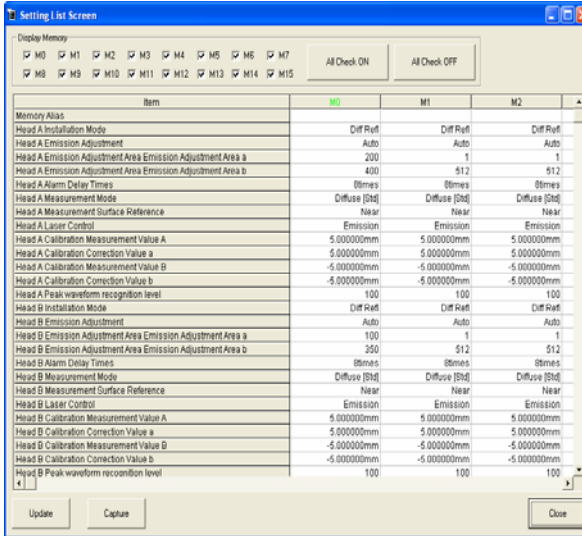 Setting List Screen
Display Memory
M0 M1 M2 M3 M4 M5 M6 M7
M8 M9 M10 M11 M12 M13 M14 M15
All Check ON All Check OFF
Item M0 M1 M2
Memory Alias
Head A Installation Mode Diff Refl Diff Refl Diff Refl
Head A Emission Adjustment Auto Auto Auto
Head A Emission Adjustment Area Emission Adjustment Area a 200 1 1
Head A Emission Adjustment Area Emission Adjustment Area b 400 512 512
Head A Alarm Delay Times 8times 8times 8times
Head A Measurement Mode Diffuse [Std] Diffuse [Std] Diffuse [Std]
Head A Measurement Surface Reference Near Near Near
Head A Laser Control Emission Emission Emission
Head A Calibration Measurement Value A 5.000000mm 5.000000mm 5.000000mm
Head A Calibration Correction Value a 5.000000mm 5.000000mm 5.000000mm
Head A Calibration Measurement Value B -5.000000mm -5.000000mm -5.000000mm
Head A Calibration Correction Value b -5.000000mm -5.000000mm -5.000000mm
Head A Peak waveform recognition level 100 100 100
Head B Installation Mode Diff Refl Diff Refl Diff Refl
Head B Emission Adjustment Auto Auto Auto
Head B Emission Adjustment Area Emission Adjustment Area a 100 1 1
Head B Emission Adjustment Area Emission Adjustment Area b 350 512 512
Head B Alarm Delay Times 8times 8times 8times
Head B Measurement Mode Diffuse [Std] Diffuse [Std] Diffuse [Std]
Head B Measurement Surface Reference Near Near Near
Head B Laser Control Emission Emission Emission
Head B Calibration Measurement Value A 5.000000mm 5.000000mm 5.000000mm
Head B Calibration Correction Value a 5.000000mm 5.000000mm 5.000000mm
Head B Calibration Measurement Value B -5.000000mm -5.000000mm -5.000000mm
Head B Calibration Correction Value b -5.000000mm -5.000000mm -5.000000mm
Head B Peak waveform recognition level 100 100 100
Update Capture Close